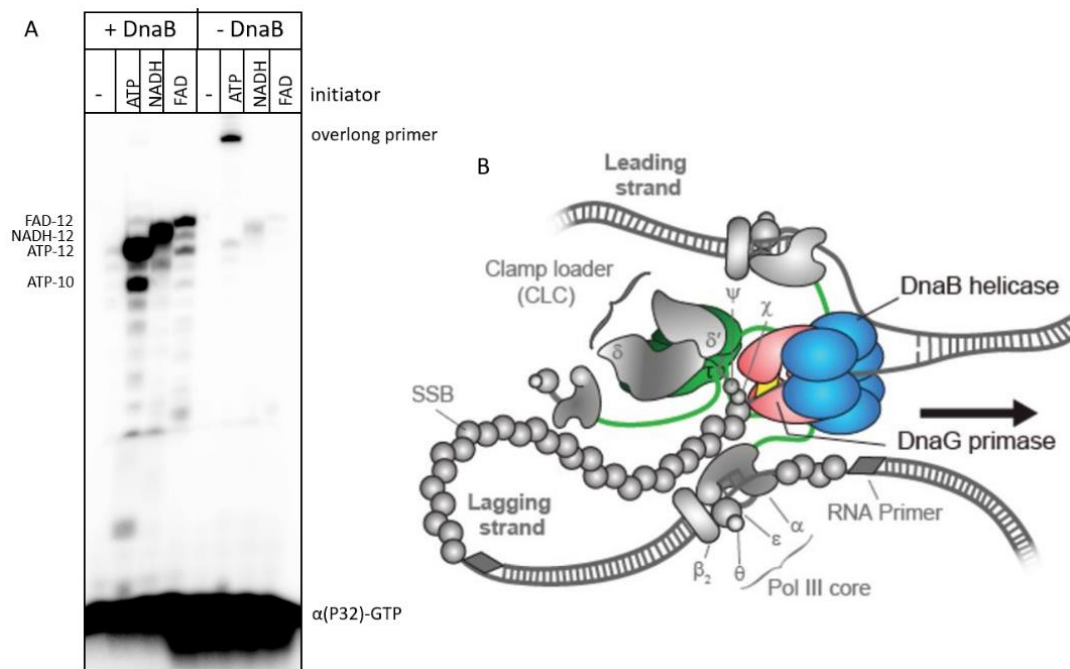 A
+ DnaB
- DnaB
-
ATP
NADH
FAD
-
ATP
NADH
FAD
initiator
overlong primer
FAD-12
NADH-12
ATP-12
ATP-10
α(P32)-GTP
B
Leading
strand
Clamp loader
(CLC)
ψ
χ
DnaB helicase
δ
δ'
τ
SSB
DnaG primase
Lagging
strand
RNA Primer
α
ε
θ
β2
Pol III core